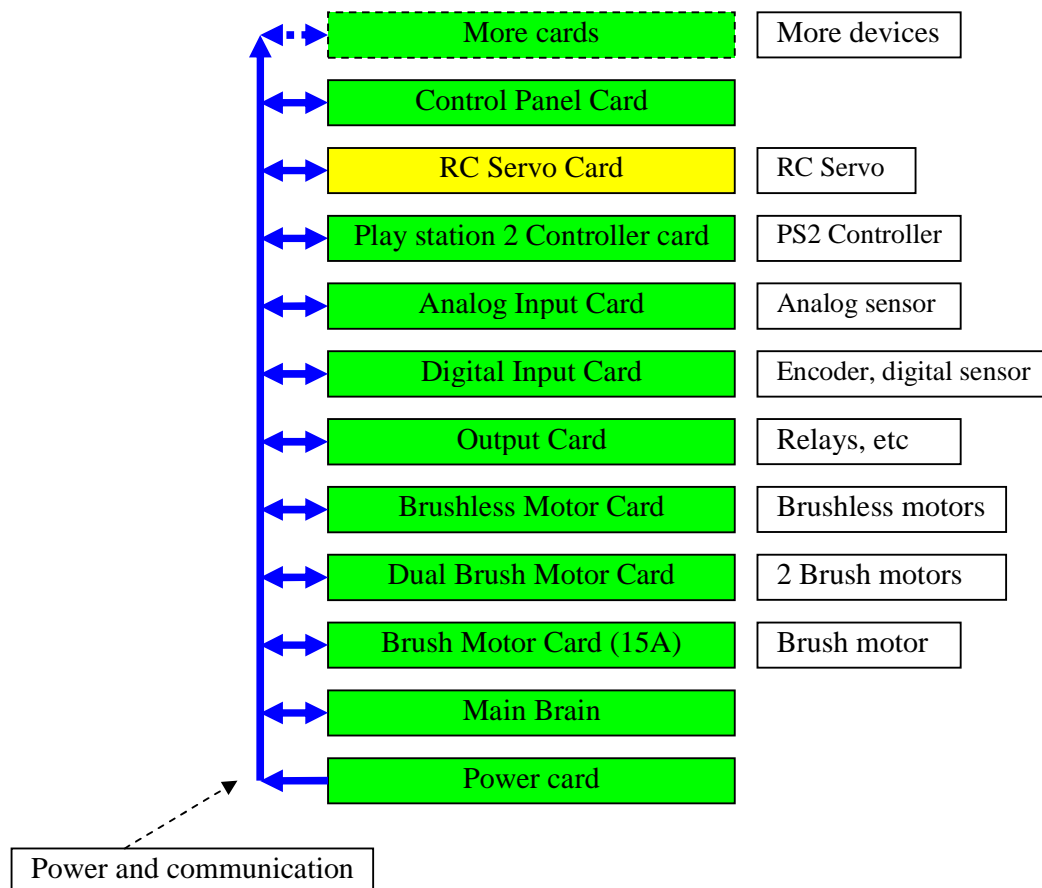 More cards
More devices
Control Panel Card
RC Servo Card
RC Servo
Play station 2 Controller card
PS2 Controller
Analog Input Card
Analog sensor
Digital Input Card
Encoder, digital sensor
Output Card
Relays, etc
Brushless Motor Card
Brushless motors
Dual Brush Motor Card
2 Brush motors
Brush Motor Card (15A)
Brush motor
Main Brain
Power card
Power and communication